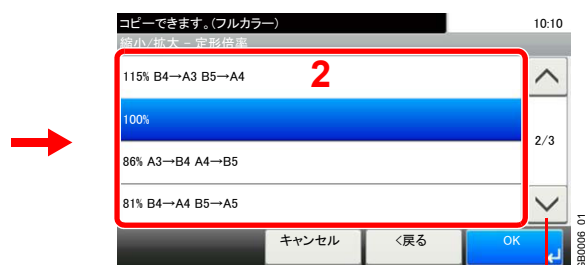 コピーできます。(フルカラー)
10:10
縮小/拡大 - 定形倍率
115% B4→A3 B5→A4
2
100%
2/3
86% A3→B4 A4→B5
81% B4→A4 B5→A5
キャンセル
<戻る
OK
GB0006_01